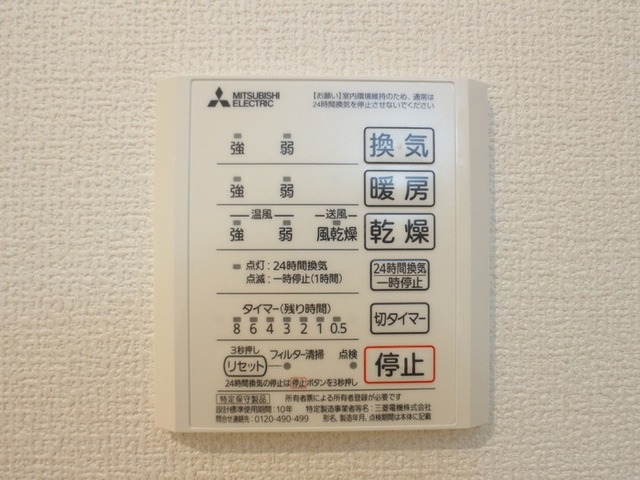 MITSUBISHI
ELECTRIC
【お願い】室内環境維持のため、通常は
24時間換気を停止させないでください
強 弱 換気
強 弱 暖房
温風 送風
強 弱 風乾燥 乾燥
点灯:24時間換気
点滅:一時停止(1時間)
24時間換気
一時停止
タイマー(残り時間)
8 6 4 3 2 1 0.5
切タイマー
3秒押し
リセット フィルター清掃 点検
停止
24時間換気の停止は停止ボタンを3秒押し
特定保守製品 所有者票による所有者登録が必要です
設計標準使用期間:10年 特定製造事業者等名:三菱電機株式会社
問合せ連絡先:0120-490-499 形名、製造年月、点検期間は本体に記載